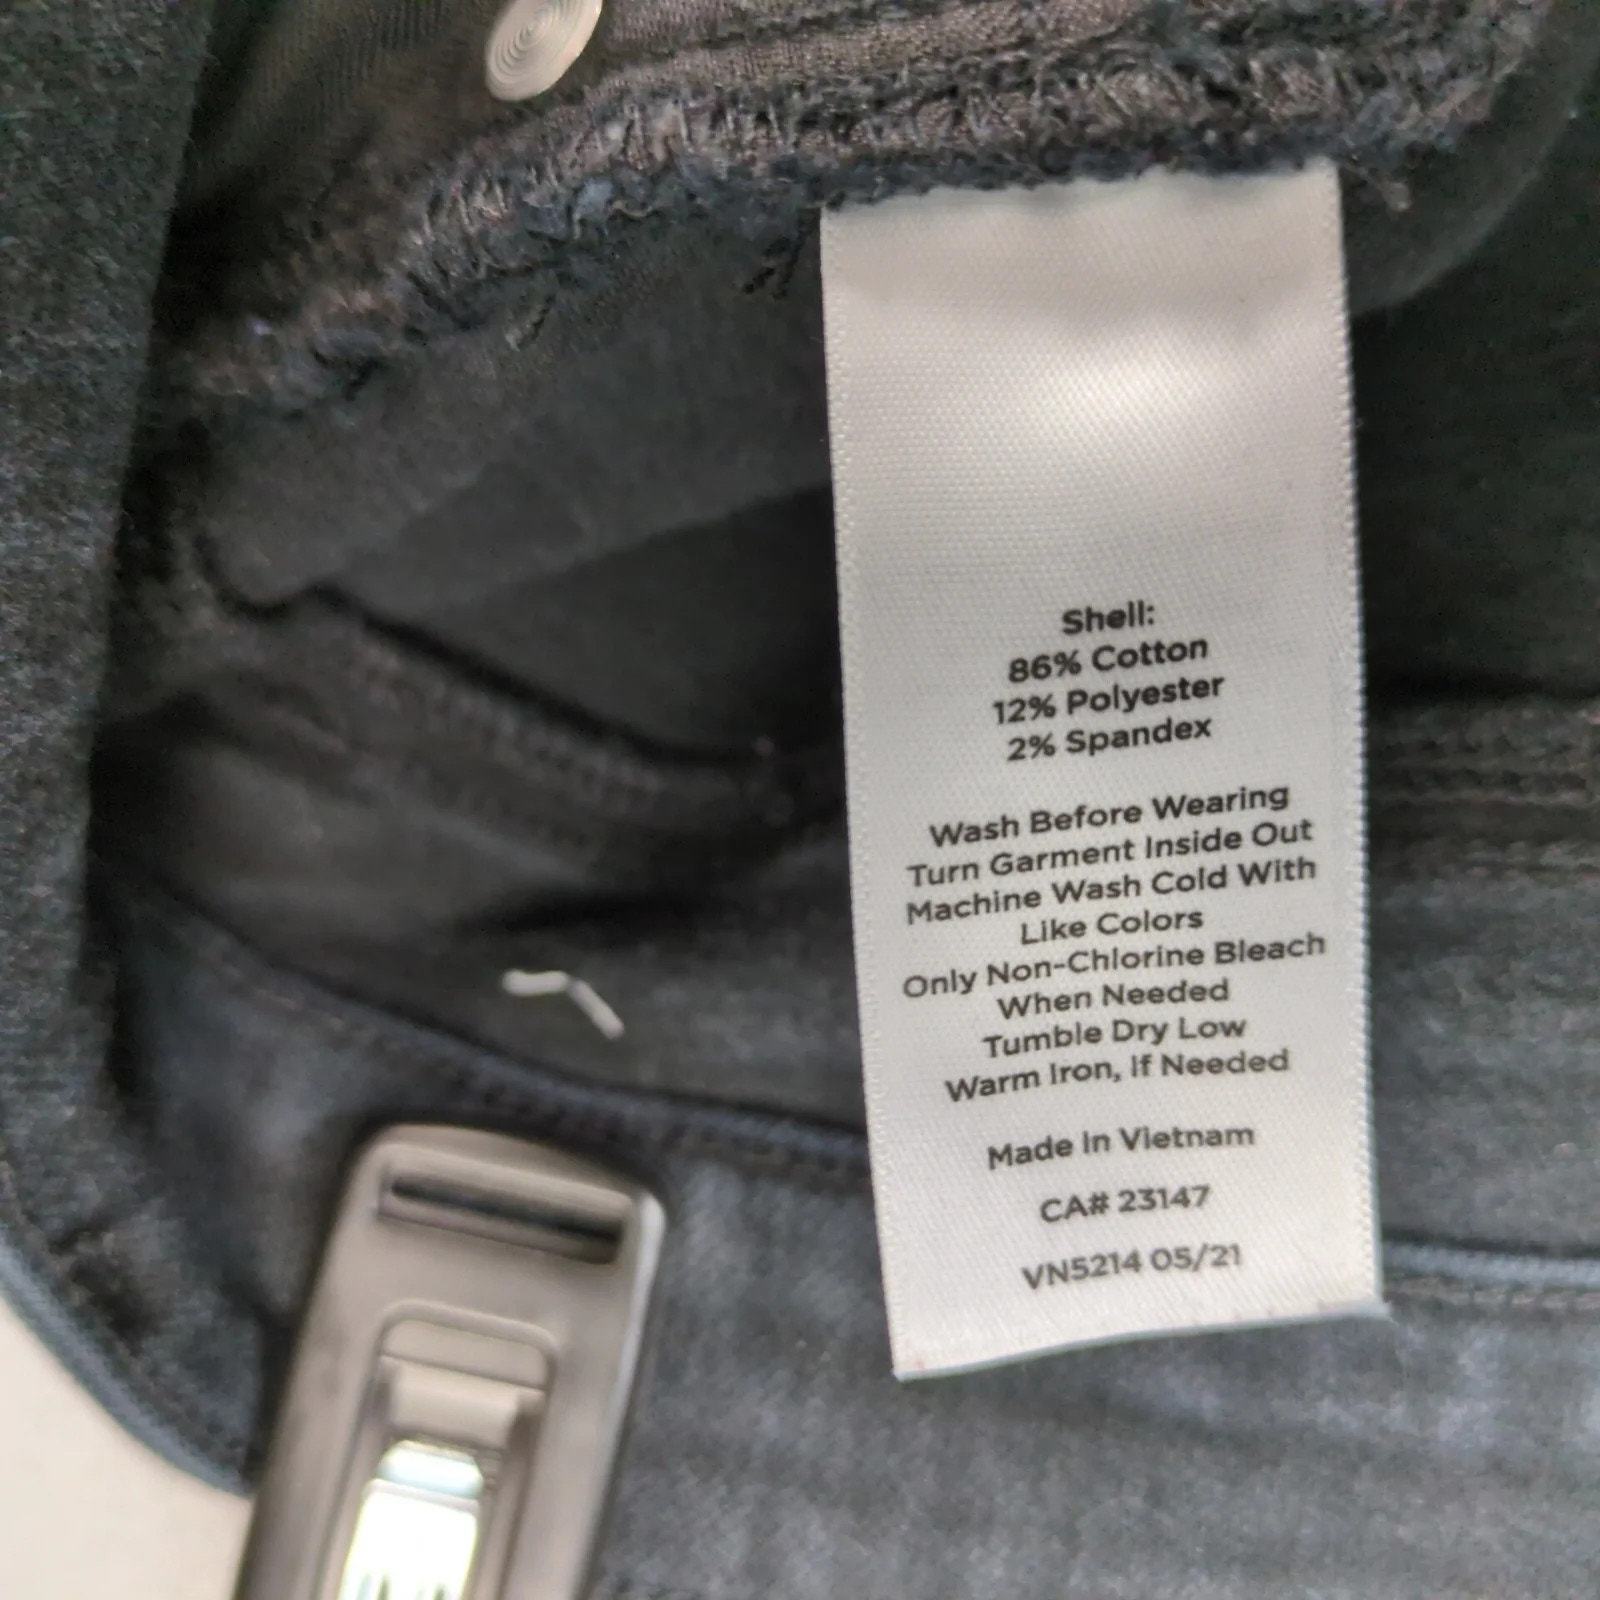 Shell:
86% Cotton
12% Polyester
2% Spandex
Wash Before Wearing
Turn Garment Inside Out
Machine Wash Cold With
Like Colors
Only Non-Chlorine Bleach
When Needed
Tumble Dry Low
Warm Iron, If Needed
Made In Vietnam
CA# 23147
VN5214 05/21